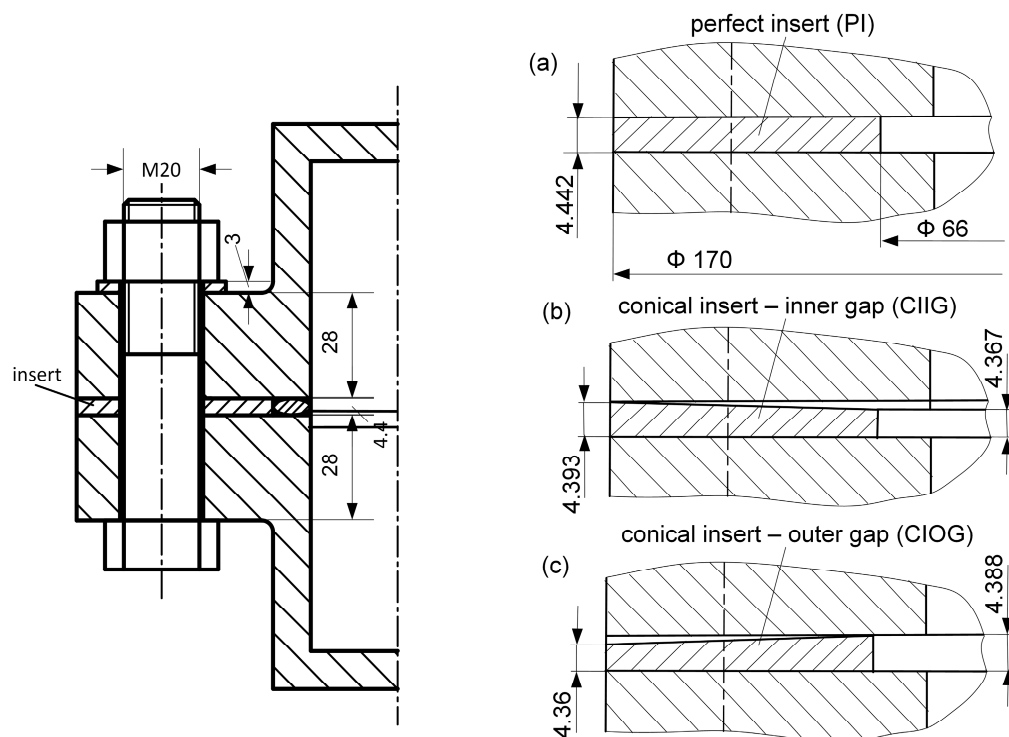 M20
3
28
insert
4.4
28
perfect insert (PI)
(a)
4.442
Φ 66
Φ 170
conical insert – inner gap (CIIG)
(b)
4.367
4.393
conical insert – outer gap (CIOG)
(c)
4.388
4.36